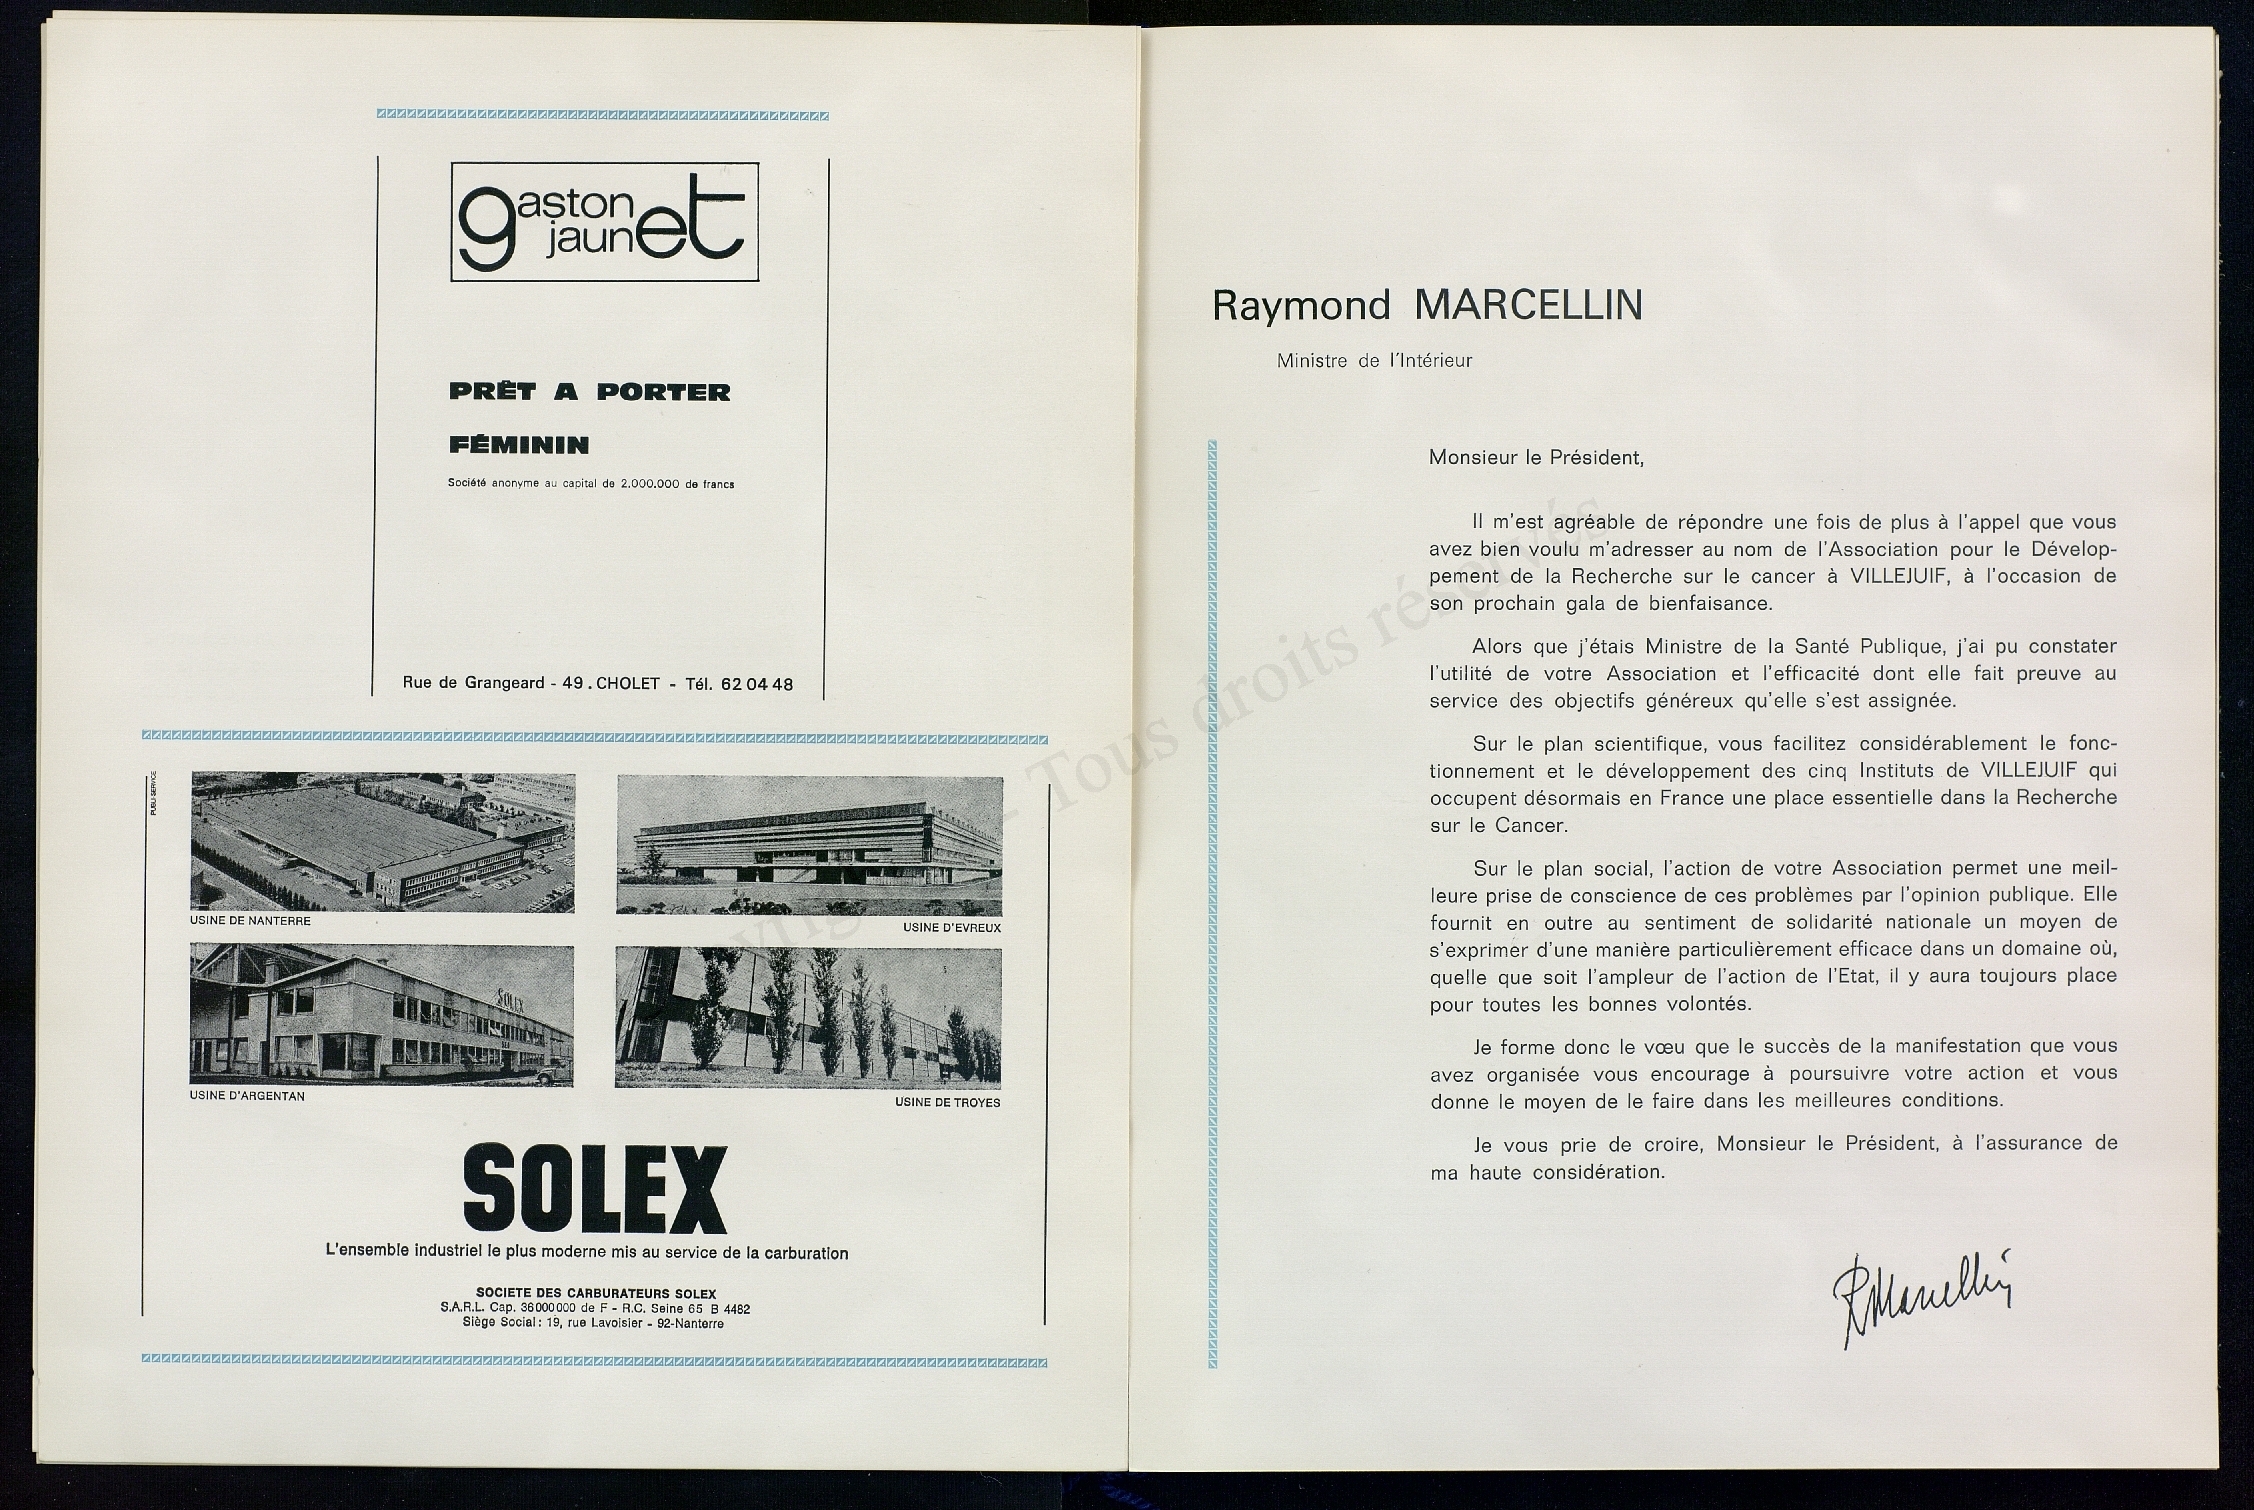 gaston
jaunet
PRÊT A PORTER
FÉMININ
Société anonyme au capital de 2.000.000 de francs
Rue de Grangeard - 49. CHOLET - Tél. 62 04 48
PUBLI-SERVICE
USINE DE NANTERRE
USINE D'EVREUX
SOLEX
USINE D'ARGENTAN
USINE DE TROYES
SOLEX
L'ensemble industriel le plus moderne mis au service de la carburation
SOCIETE DES CARBURATEURS SOLEX
S.A.R.L. Cap. 36000000 de F - R.C. Seine 65 B 4482
Siège Social : 19, rue Lavoisier - 92-Nanterre
Raymond MARCELLIN
Ministre de l'Intérieur
Monsieur le Président,
Il m'est agréable de répondre une fois de plus à l'appel que vous
avez bien voulu m'adresser au nom de l'Association pour le Dévelop-
pement de la Recherche sur le cancer à VILLEJUIF, à l'occasion de
son prochain gala de bienfaisance.
Alors que j'étais Ministre de la Santé Publique, j'ai pu constater
l'utilité de votre Association et l'efficacité dont elle fait preuve au
service des objectifs généreux qu'elle s'est assignée.
Sur le plan scientifique, vous facilitez considérablement le fonc-
tionnement et le développement des cinq Instituts de VILLEJUIF qui
occupent désormais en France une place essentielle dans la Recherche
sur le Cancer.
Sur le plan social, l'action de votre Association permet une meil-
leure prise de conscience de ces problèmes par l'opinion publique. Elle
fournit en outre au sentiment de solidarité nationale un moyen de
s'exprimer d'une manière particulièrement efficace dans un domaine où,
quelle que soit l'ampleur de l'action de l'Etat, il y aura toujours place
pour toutes les bonnes volontés.
Je forme donc le vœu que le succès de la manifestation que vous
avez organisée vous encourage à poursuivre votre action et vous
donne le moyen de le faire dans les meilleures conditions.
Je vous prie de croire, Monsieur le Président, à l'assurance de
ma haute considération.
RMarcellin
- Tous droits réservés -